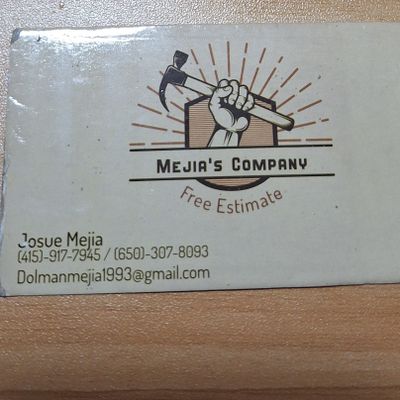 MEJIA'S COMPANY
Free Estimate
Josue Mejia
(415)-917-7945 / (650)-307-8093
Dolmanmejia1993@gmail.com